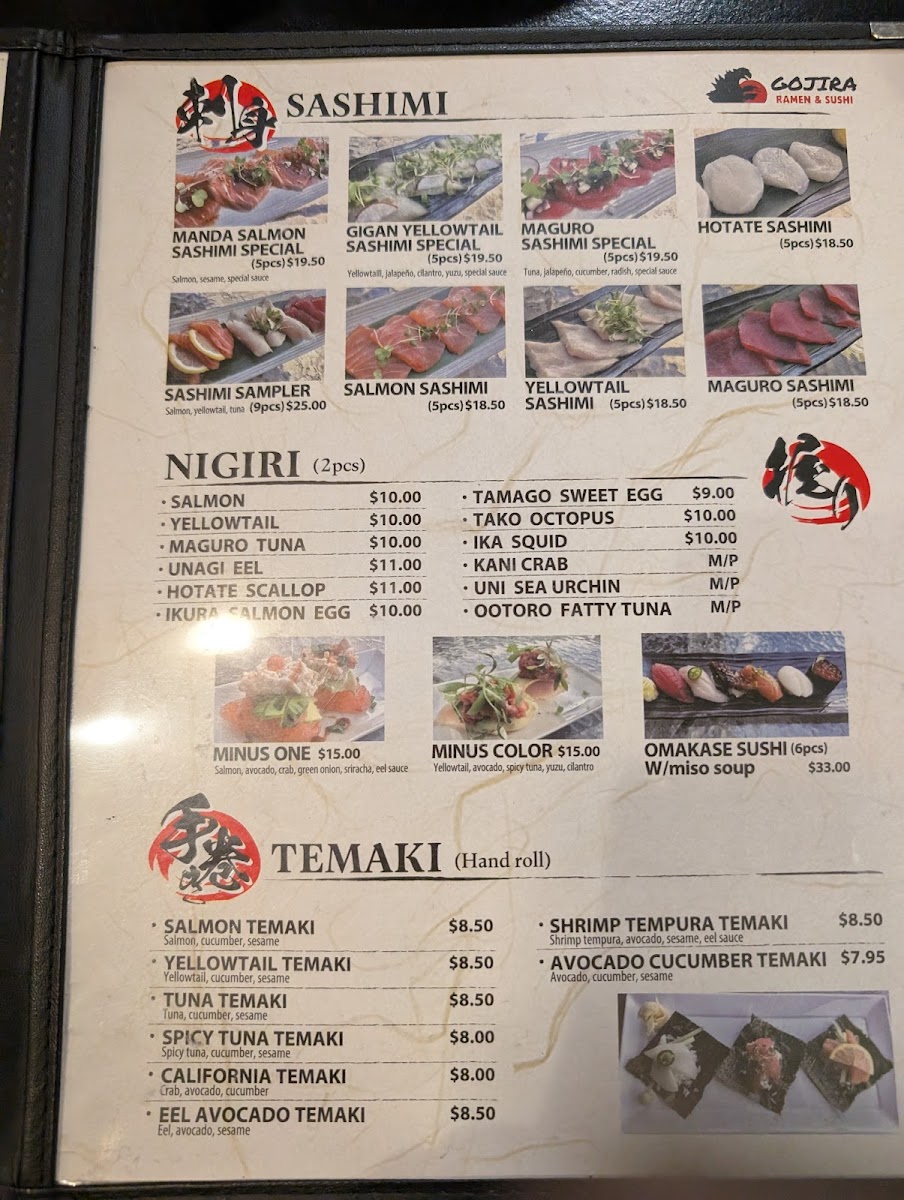 刺身 SASHIMI
GOJIRA
RAMEN & SUSHI
MANDA SALMON
SASHIMI SPECIAL
(5pcs) $19.50
Salmon, sesame, special sauce
GIGAN YELLOWTAIL
SASHIMI SPECIAL
(5pcs) $19.50
Yellowtaill, jalapeño, cilantro, yuzu, special sauce
MAGURO
SASHIMI SPECIAL
(5pcs) $19.50
Tuna, jalapeño, cucumber, radish, special sauce
HOTATE SASHIMI
(5pcs) $18.50
SASHIMI SAMPLER
Salmon, yellowtail, tuna (9pcs) $25.00
SALMON SASHIMI
(5pcs) $18.50
YELLOWTAIL
SASHIMI (5pcs) $18.50
MAGURO SASHIMI
(5pcs) $18.50
NIGIRI (2pcs)
握り
· SALMON $10.00
· YELLOWTAIL $10.00
· MAGURO TUNA $10.00
· UNAGI EEL $11.00
· HOTATE SCALLOP $11.00
· IKURA SALMON EGG $10.00
· TAMAGO SWEET EGG $9.00
· TAKO OCTOPUS $10.00
· IKA SQUID $10.00
· KANI CRAB M/P
· UNI SEA URCHIN M/P
· OOTORO FATTY TUNA M/P
MINUS ONE $15.00
Salmon, avocado, crab, green onion, sriracha, eel sauce
MINUS COLOR $15.00
Yellowtail, avocado, spicy tuna, yuzu, cilantro
OMAKASE SUSHI (6pcs)
W/miso soup $33.00
手巻き TEMAKI (Hand roll)
· SALMON TEMAKI $8.50
Salmon, cucumber, sesame
· YELLOWTAIL TEMAKI $8.50
Yellowtail, cucumber, sesame
· TUNA TEMAKI $8.50
Tuna, cucumber, sesame
· SPICY TUNA TEMAKI $8.00
Spicy tuna, cucumber, sesame
· CALIFORNIA TEMAKI $8.00
Crab, avocado, cucumber
· EEL AVOCADO TEMAKI $8.50
Eel, avocado, sesame
· SHRIMP TEMPURA TEMAKI $8.50
Shrimp tempura, avocado, sesame, eel sauce
· AVOCADO CUCUMBER TEMAKI $7.95
Avocado, cucumber, sesame